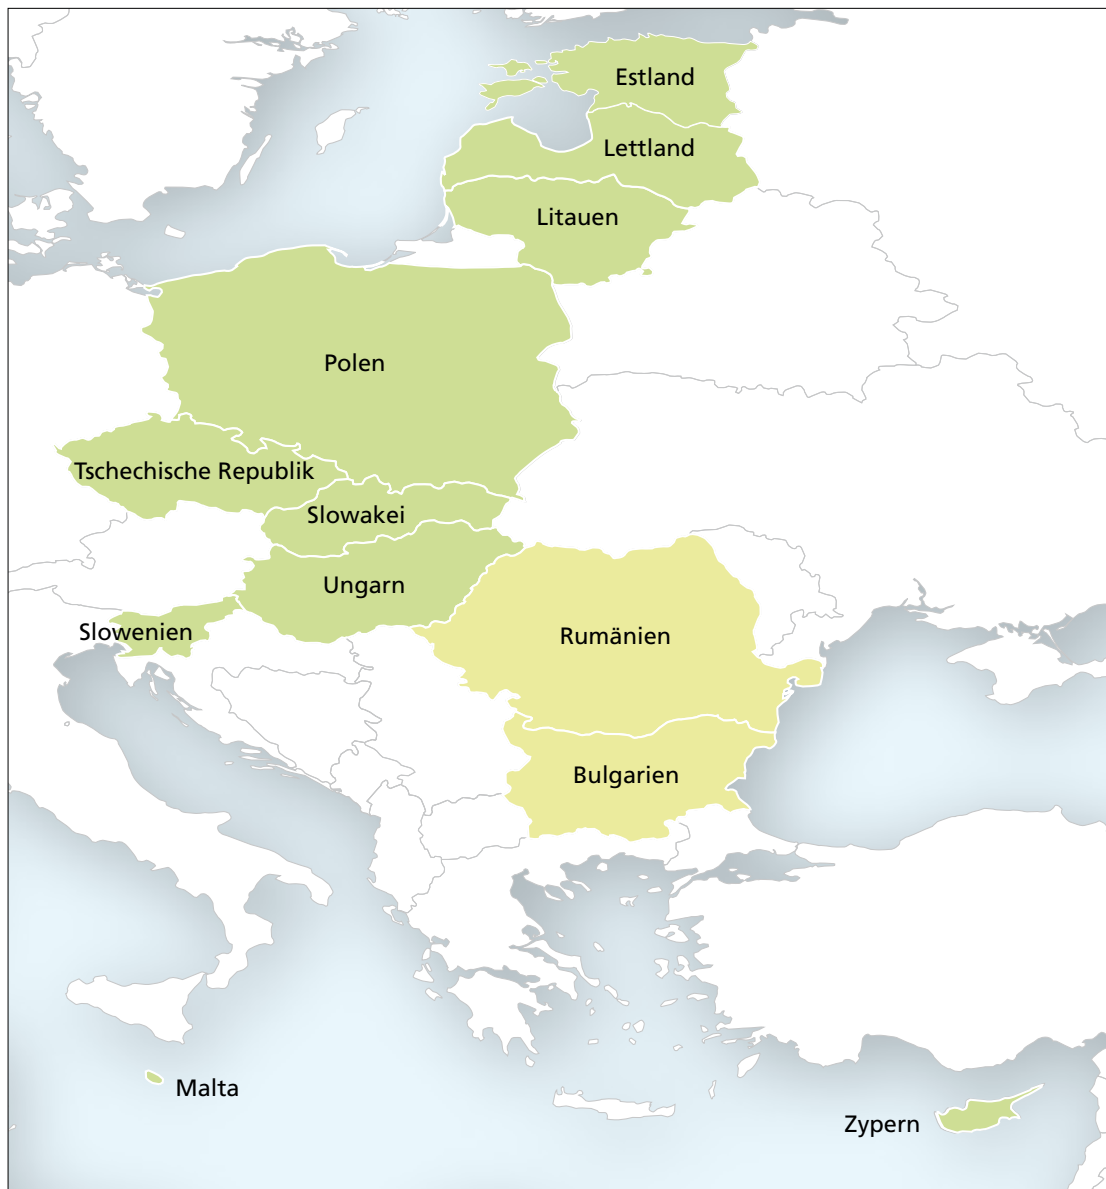 Estland
Lettland
Litauen
Polen
Tschechische Republik
Slowakei
Ungarn
Slowenien
Rumänien
Bulgarien
Malta
Zypern